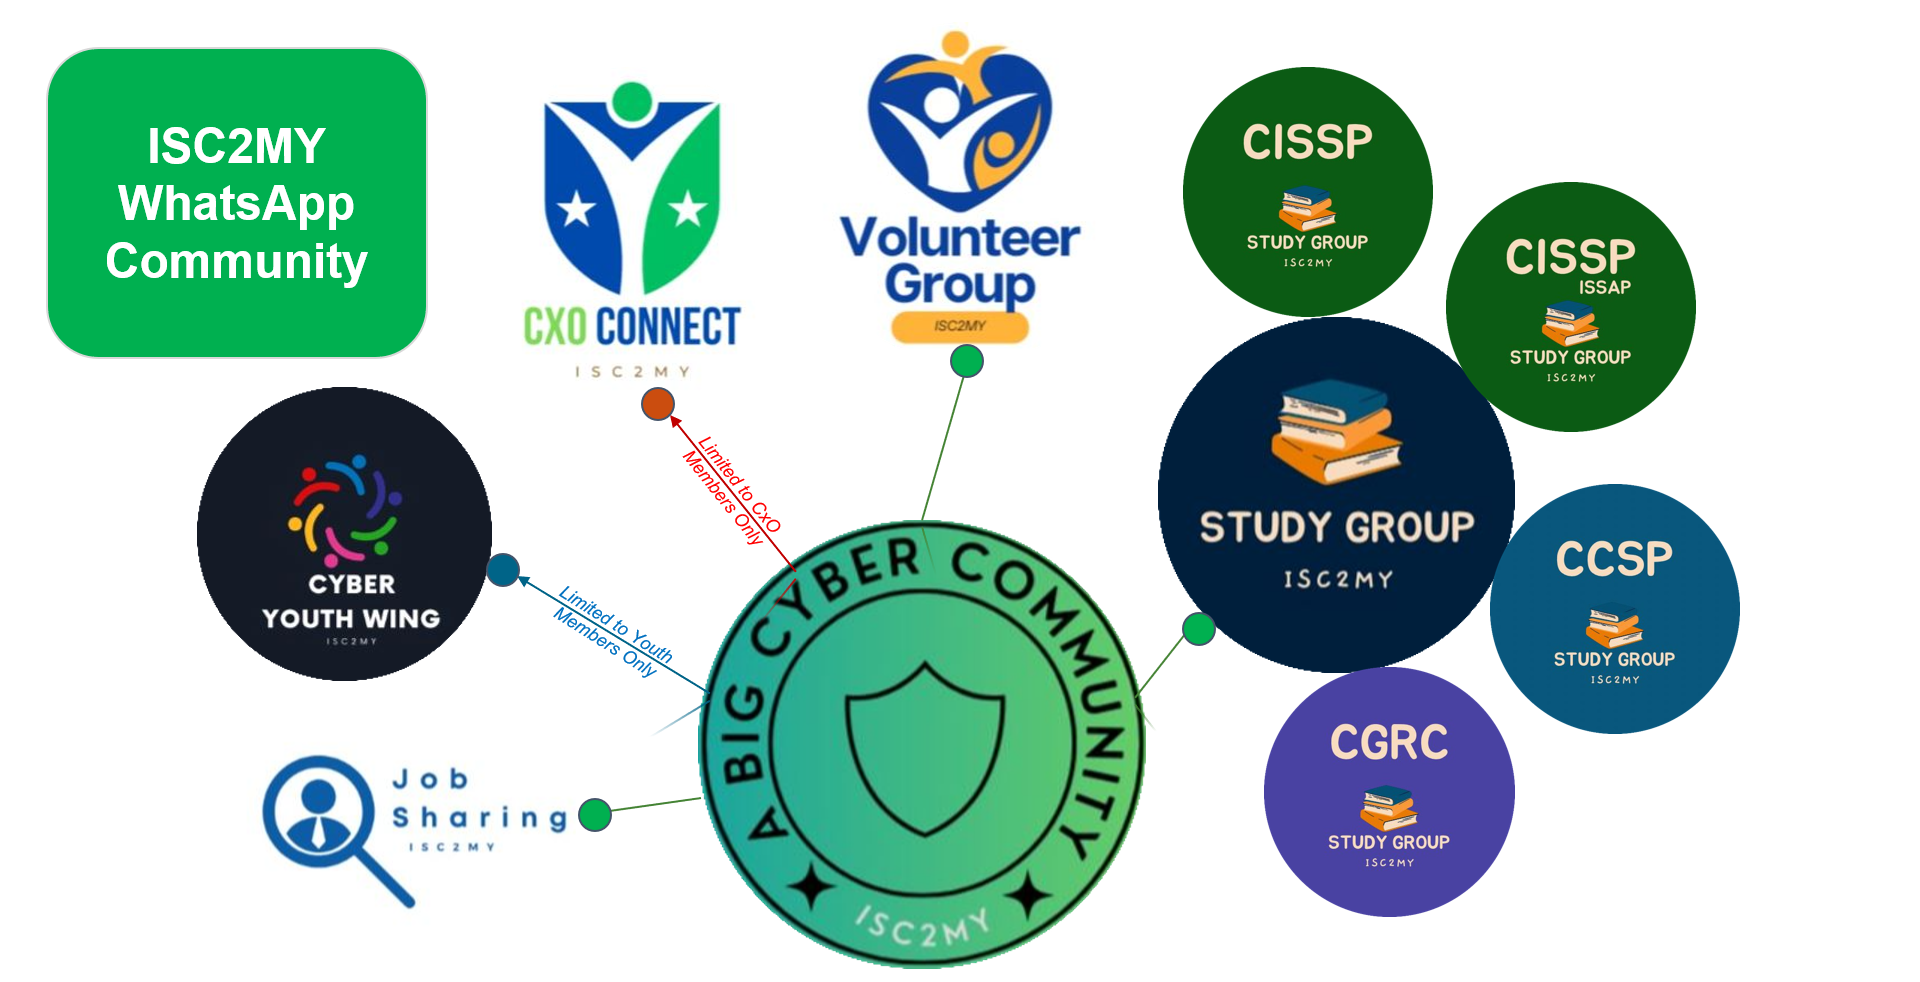 ISC2MY
WhatsApp
Community
CXO CONNECT
ISC2MY
Volunteer
Group
ISC2MY
CISSP
STUDY GROUP
ISC2MY
CISSP
ISSAP
STUDY GROUP
ISC2MY
STUDY GROUP
ISC2MY
CCSP
STUDY GROUP
ISC2MY
CGRC
STUDY GROUP
ISC2MY
CYBER
YOUTH WING
ISC2MY
Limited to CxO
Members Only
Limited to Youth
Members Only
Job
Sharing
ISC2MY
A BIG CYBER COMMUNITY
ISC2MY